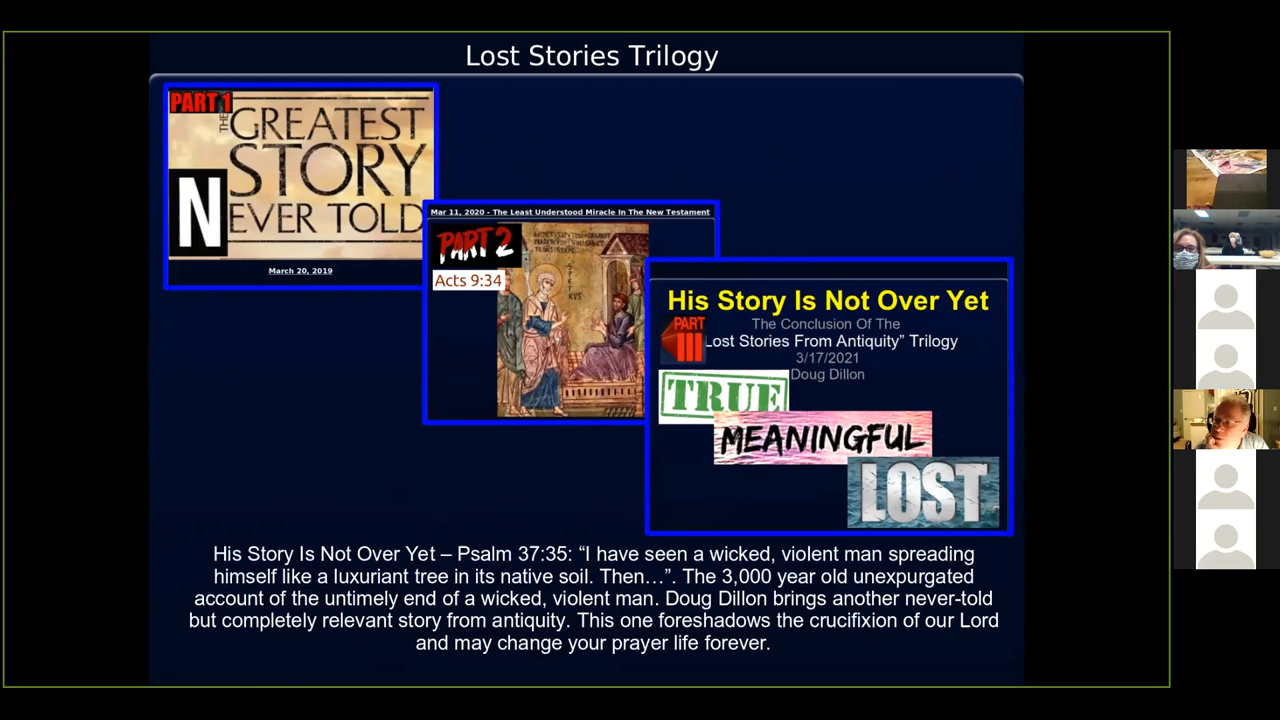 Lost Stories Trilogy
PART 1
THE
GREATEST
STORY
NEVER TOLD
March 20, 2019
Mar 11, 2020 - The Least Understood Miracle In The New Testament
PART 2
Acts 9:34
His Story Is Not Over Yet
The Conclusion Of The
PART
III
Lost Stories From Antiquity” Trilogy
3/17/2021
Doug Dillon
TRUE
MEANINGFUL
LOST
His Story Is Not Over Yet – Psalm 37:35: “I have seen a wicked, violent man spreading
himself like a luxuriant tree in its native soil. Then…”. The 3,000 year old unexpurgated
account of the untimely end of a wicked, violent man. Doug Dillon brings another never-told
but completely relevant story from antiquity. This one foreshadows the crucifixion of our Lord
and may change your prayer life forever.